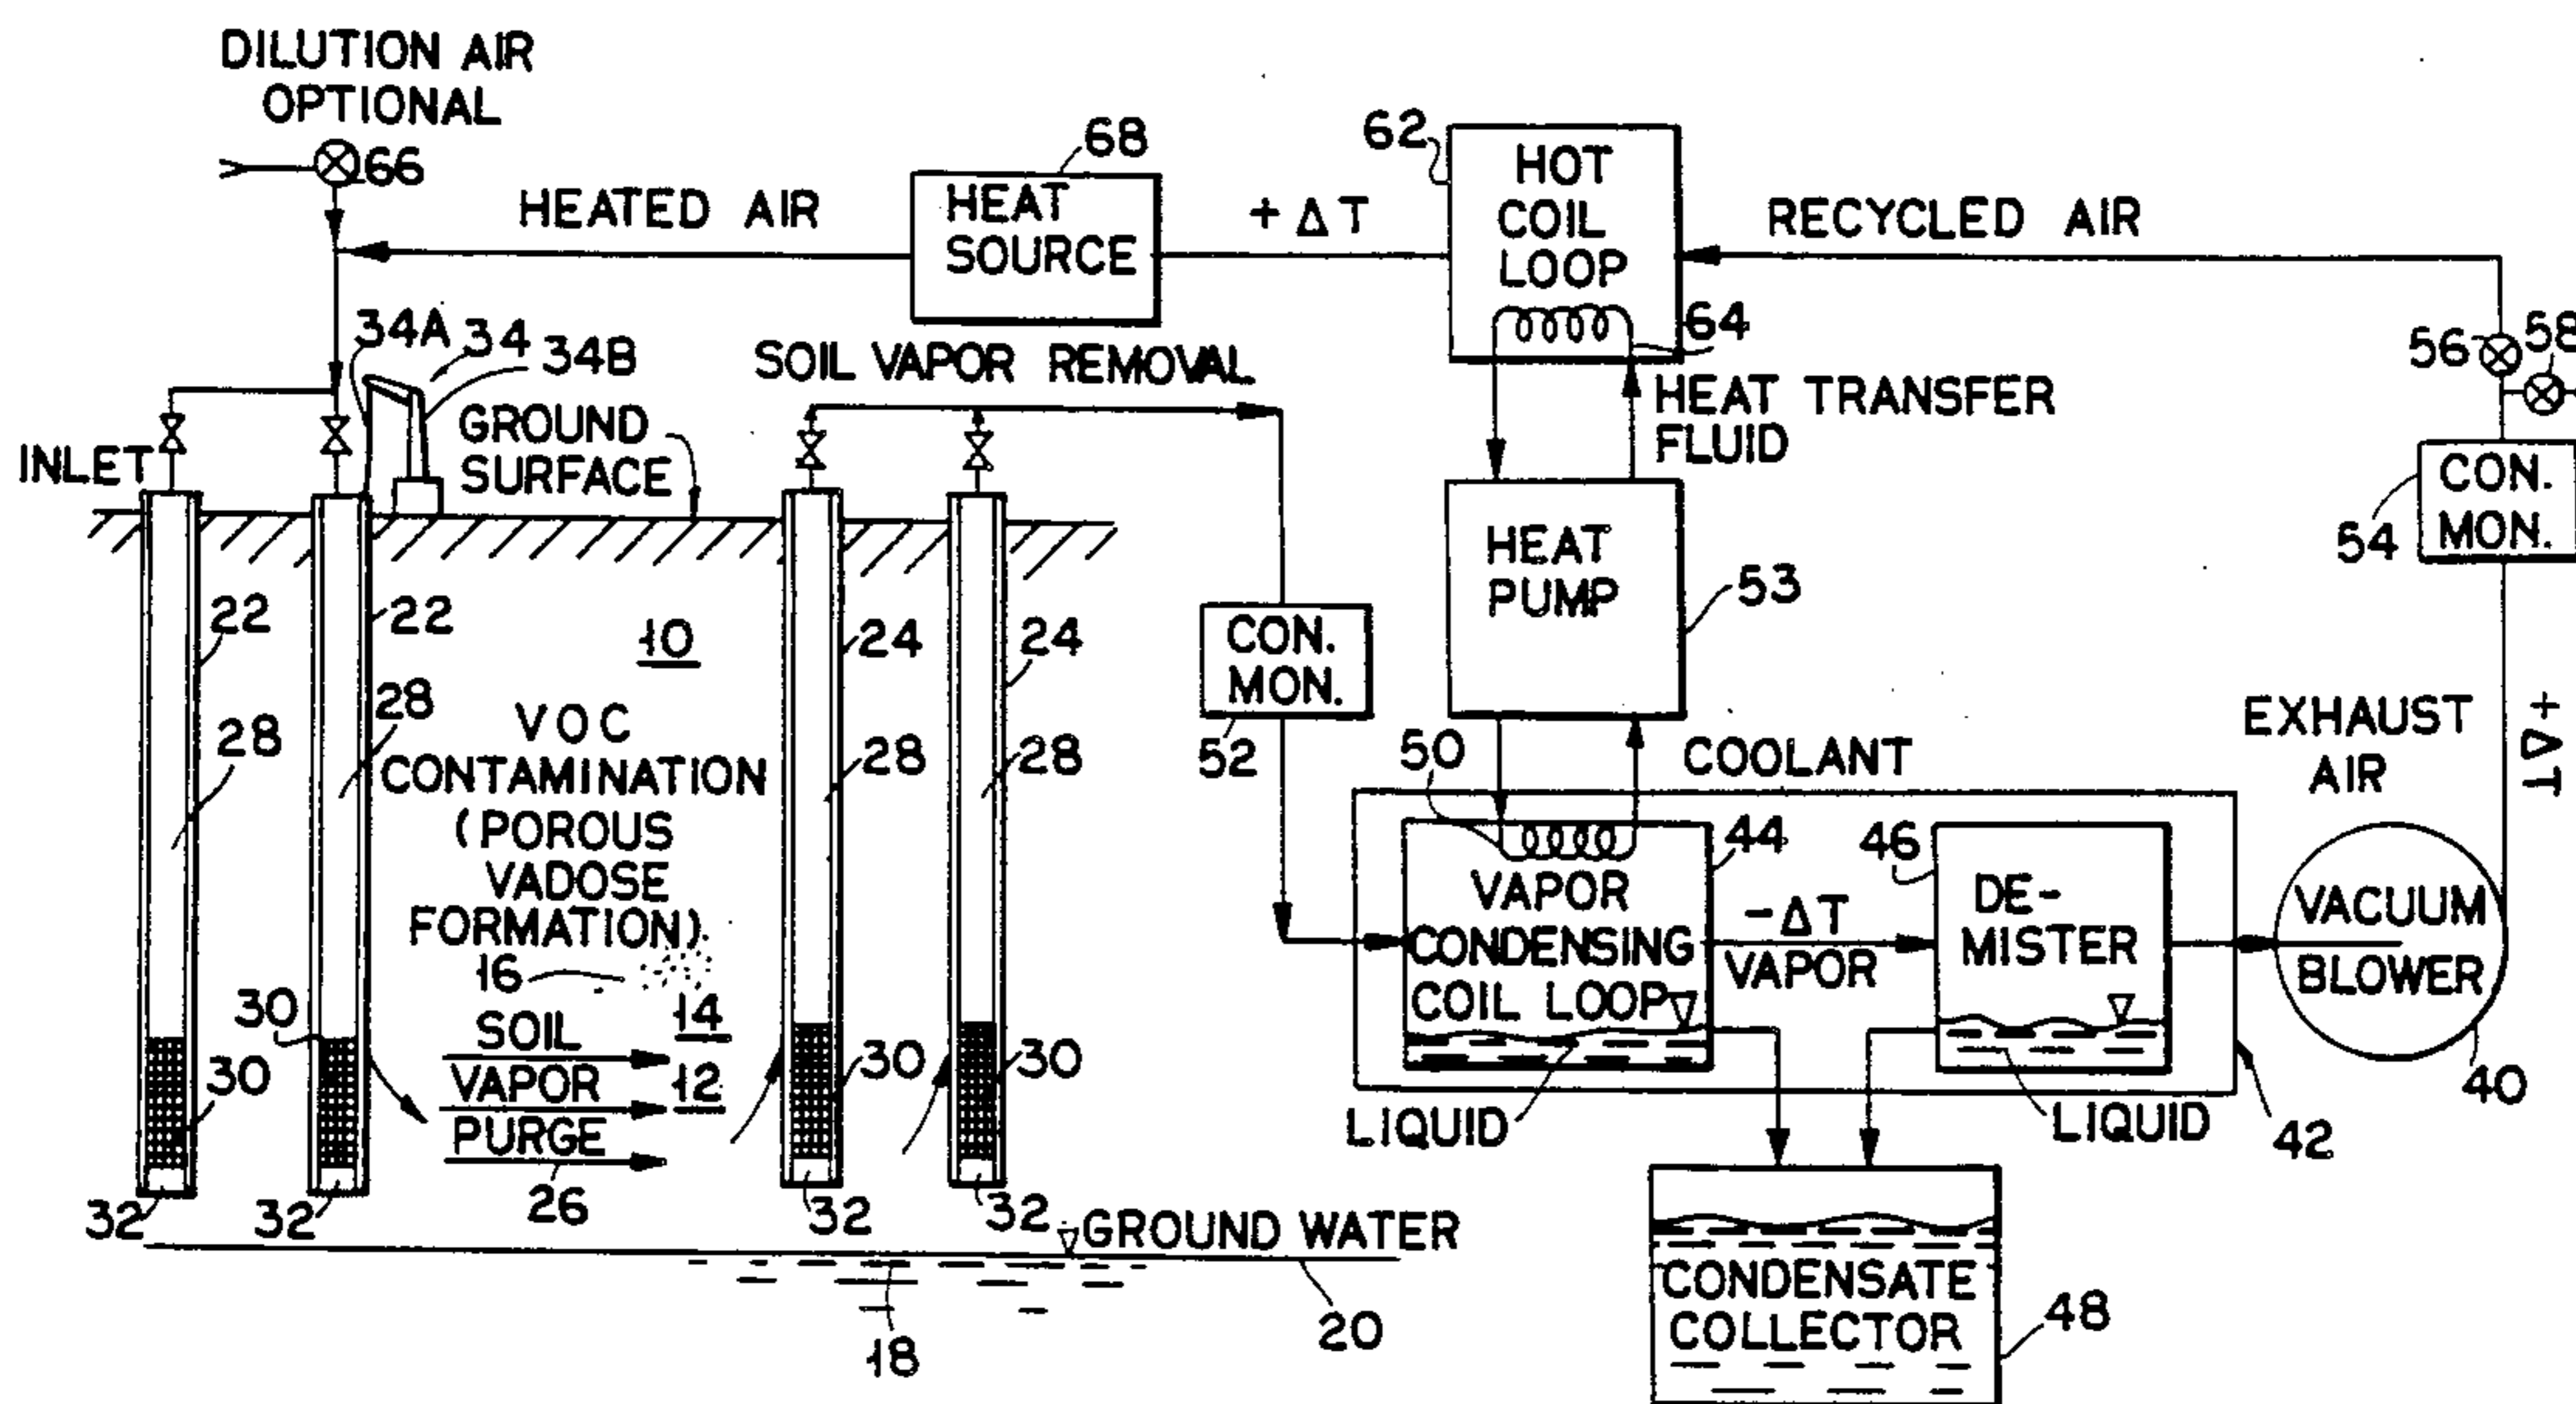 DILUTION AIR
OPTIONAL
66
HEATED AIR
68
HEAT
SOURCE
+ Δ T
62
HOT
COIL
LOOP
64
RECYCLED AIR
56
58
34A
34
34B
SOIL VAPOR REMOVAL
HEAT TRANSFER
FLUID
INLET
GROUND
SURFACE
CON.
MON.
54
HEAT
PUMP
53
22
22
10
24
24
CON.
MON.
52
28
28
28
28
VOC
CONTAMINATION
(POROUS
VADOSE
FORMATION)
16
14
SOIL
VAPOR
PURGE
12
26
30
30
30
30
32
32
32
32
50
COOLANT
EXHAUST
AIR
+ΔT
44
VAPOR
CONDENSING
COIL LOOP
-ΔT
VAPOR
46
DE-
MISTER
VACUUM
BLOWER
40
LIQUID
LIQUID
42
GROUND WATER
18
20
CONDENSATE
COLLECTOR
48